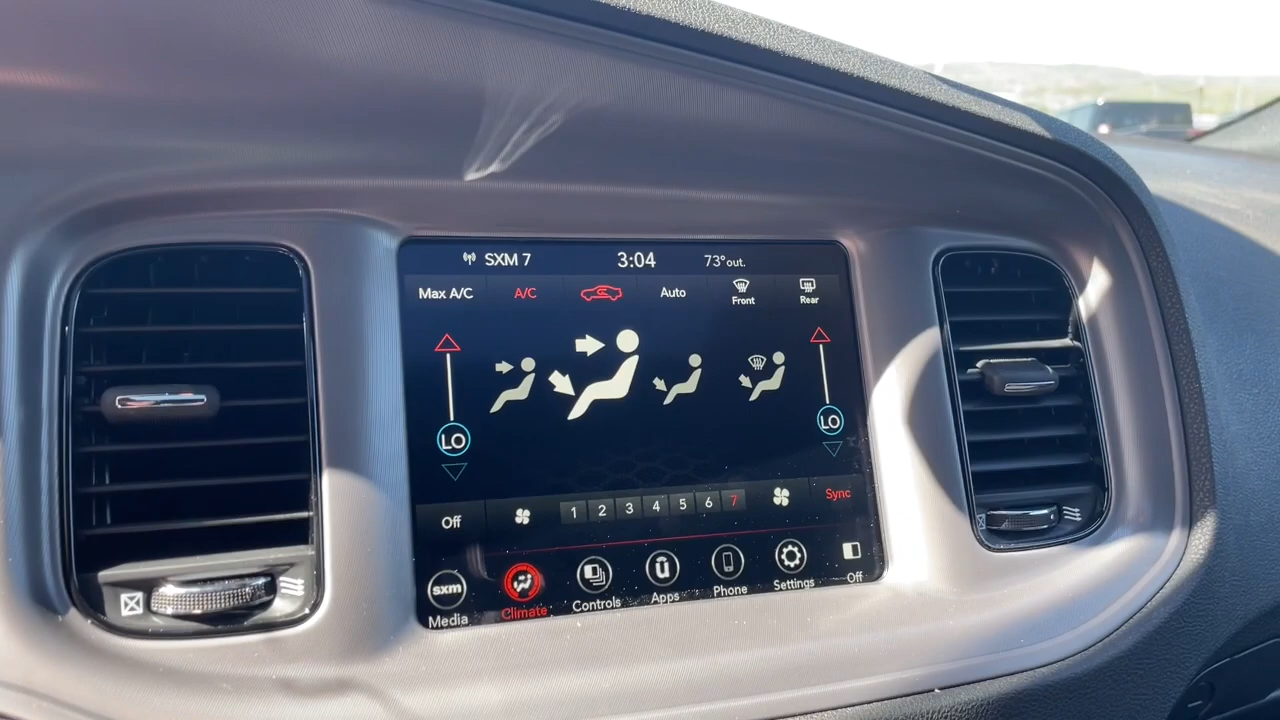 SXM 7 3:04 73° out.
Max A/C A/C Auto Front Rear
LO LO
Off 1 2 3 4 5 6 7 Sync
sxm
Media Climate Controls Apps Phone Settings Off